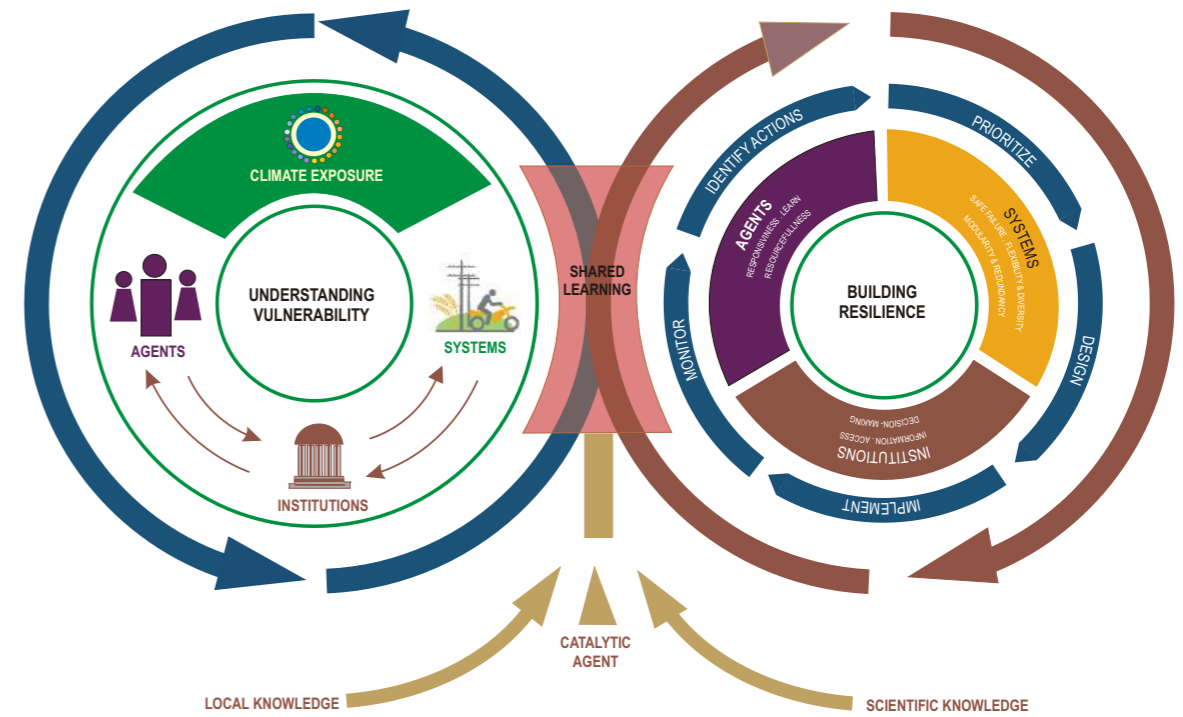 CLIMATE EXPOSURE
UNDERSTANDING
VULNERABILITY
AGENTS
SYSTEMS
INSTITUTIONS
SHARED
LEARNING
IDENTIFY ACTIONS
PRIORITIZE
DESIGN
IMPLEMENT
MONITOR
AGENTS
RESPONSIVINESS . LEARN
RESOURCEFULLNESS
SYSTEMS
SAFE FAILURE . FLEXIBILITY & DIVERSITY
MODULARITY & REDUNDANCY
BUILDING
RESILIENCE
INSTITUTIONS
INFORMATION . ACCESS
DECISION- MAKING
CATALYTIC
AGENT
LOCAL KNOWLEDGE
SCIENTIFIC KNOWLEDGE